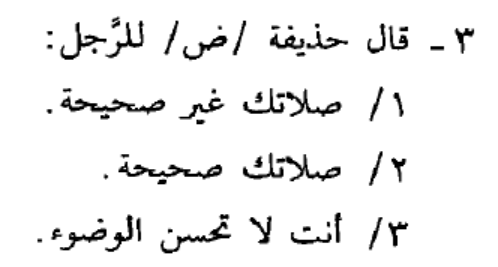 ٣ ـ قال حذيفة /ض/ للرَّجل:
١/ صلاتك غير صحيحة.
٢/ صلاتك صحيحة.
٣/ أنت لا تحسن الوضوء.